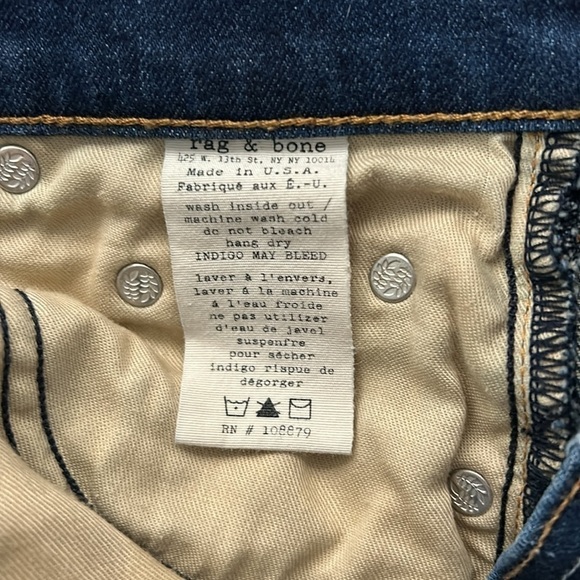 rag & bone
425 W. 13th St. NY NY 10014
Made in U.S.A.
Fabriqué aux É.-U.
wash inside out /
machine wash cold
do not bleach
hang dry
INDIGO MAY BLEED
laver à l'envers,
laver à la machine
à l'eau froide
ne pas utilizer
d'eau de javel
suspenfre
pour sécher
indigo rispue de
dégorger
RN # 108879